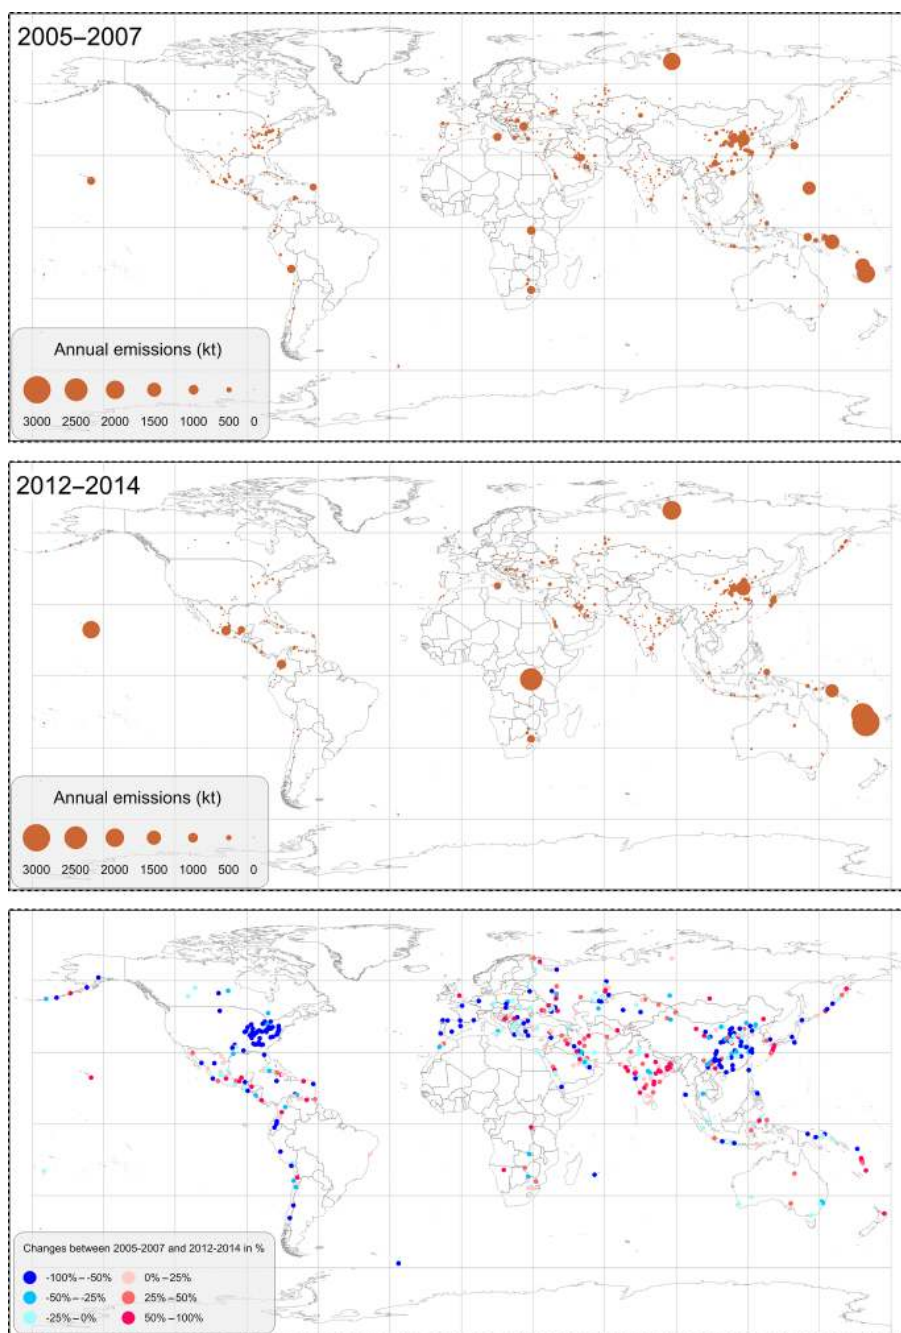 2005–2007
Annual emissions (kt)
3000 2500 2000 1500 1000 500 0
2012–2014
Annual emissions (kt)
3000 2500 2000 1500 1000 500 0
Changes between 2005-2007 and 2012-2014 in %
-100% – -50% 0% – 25%
-50% – -25% 25% – 50%
-25% – 0% 50% – 100%